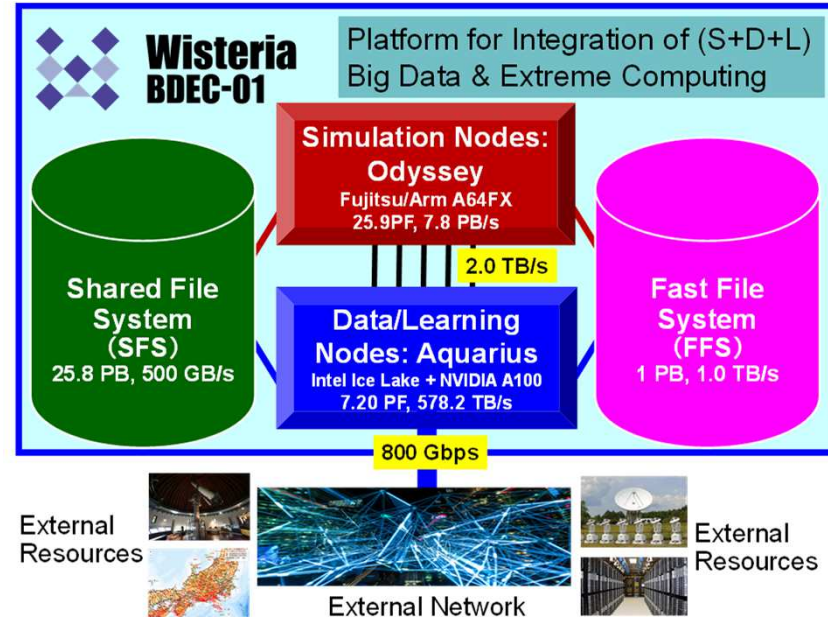 Wisteria
BDEC-01
Platform for Integration of (S+D+L)
Big Data & Extreme Computing
Simulation Nodes:
Odyssey
Fujitsu/Arm A64FX
25.9PF, 7.8 PB/s
2.0 TB/s
Shared File
System
(SFS)
25.8 PB, 500 GB/s
Data/Learning
Nodes: Aquarius
Intel Ice Lake + NVIDIA A100
7.20 PF, 578.2 TB/s
Fast File
System
(FFS)
1 PB, 1.0 TB/s
800 Gbps
External
Resources
External
Resources
External Network